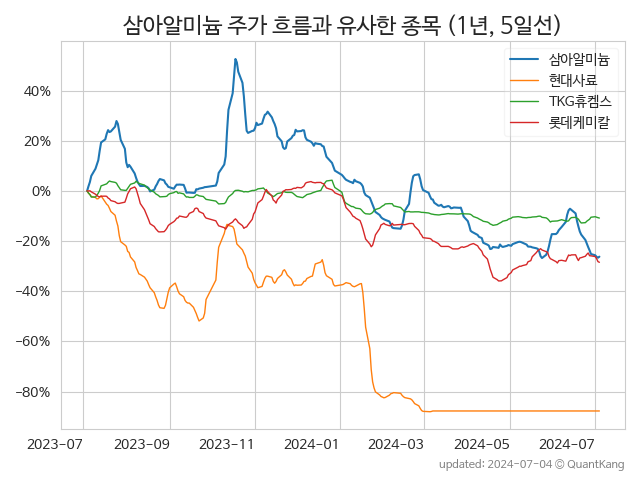 삼아알미늄 주가 흐름과 유사한 종목 (1년, 5일선)
삼아알미늄
현대사료
TKG휴켐스
롯데케미칼
40%
20%
0%
−20%
−40%
−60%
−80%
2023-07
2023-09
2023-11
2024-01
2024-03
2024-05
2024-07
updated: 2024-07-04 © QuantKang